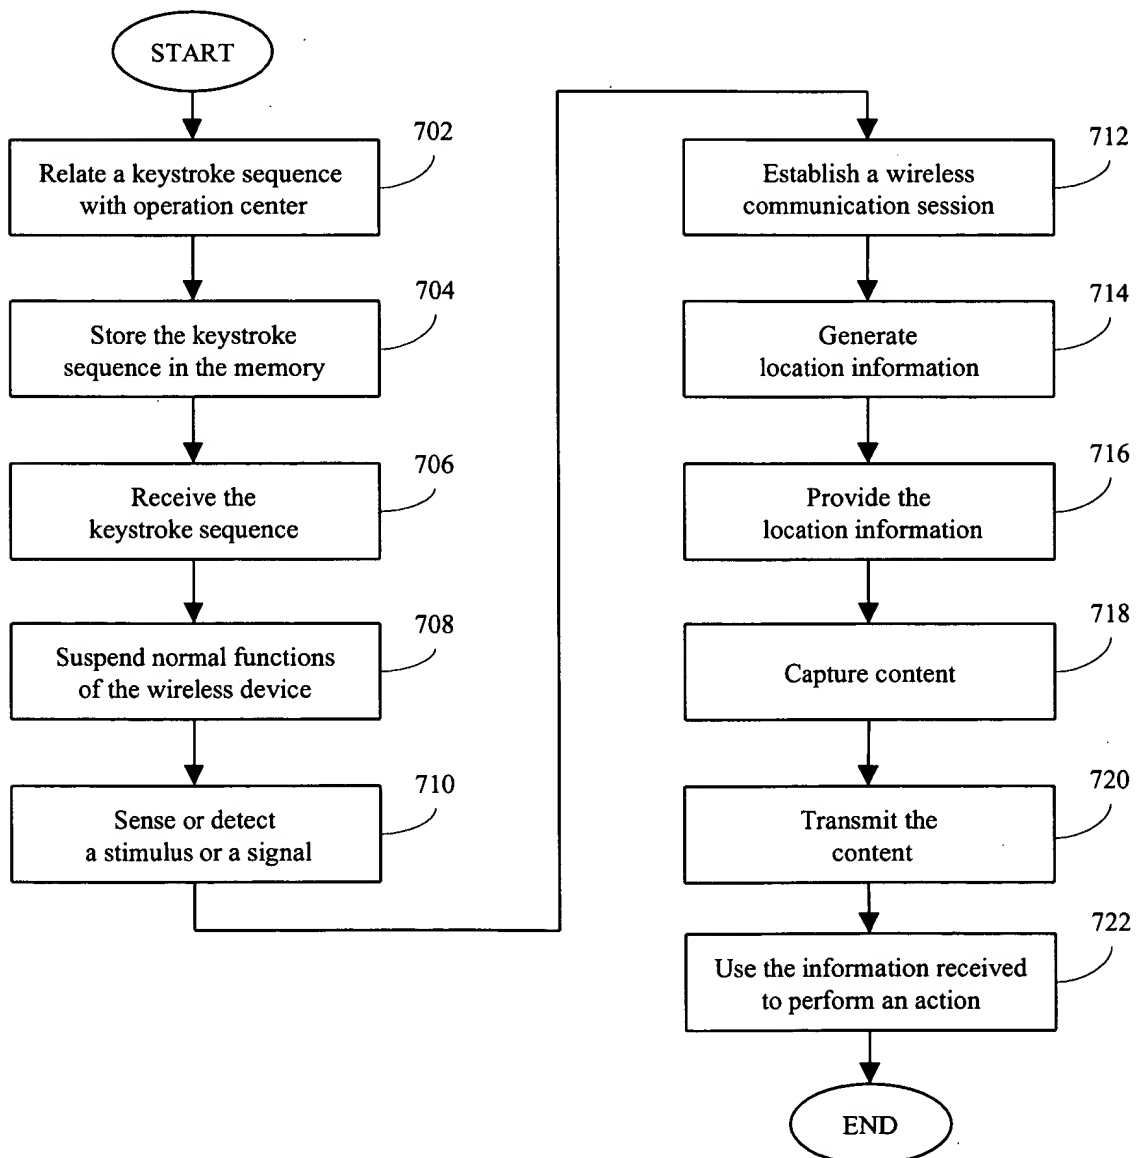 START
702
Relate a keystroke sequence
with operation center
704
Store the keystroke
sequence in the memory
706
Receive the
keystroke sequence
708
Suspend normal functions
of the wireless device
710
Sense or detect
a stimulus or a signal
712
Establish a wireless
communication session
714
Generate
location information
716
Provide the
location information
718
Capture content
720
Transmit the
content
722
Use the information received
to perform an action
END